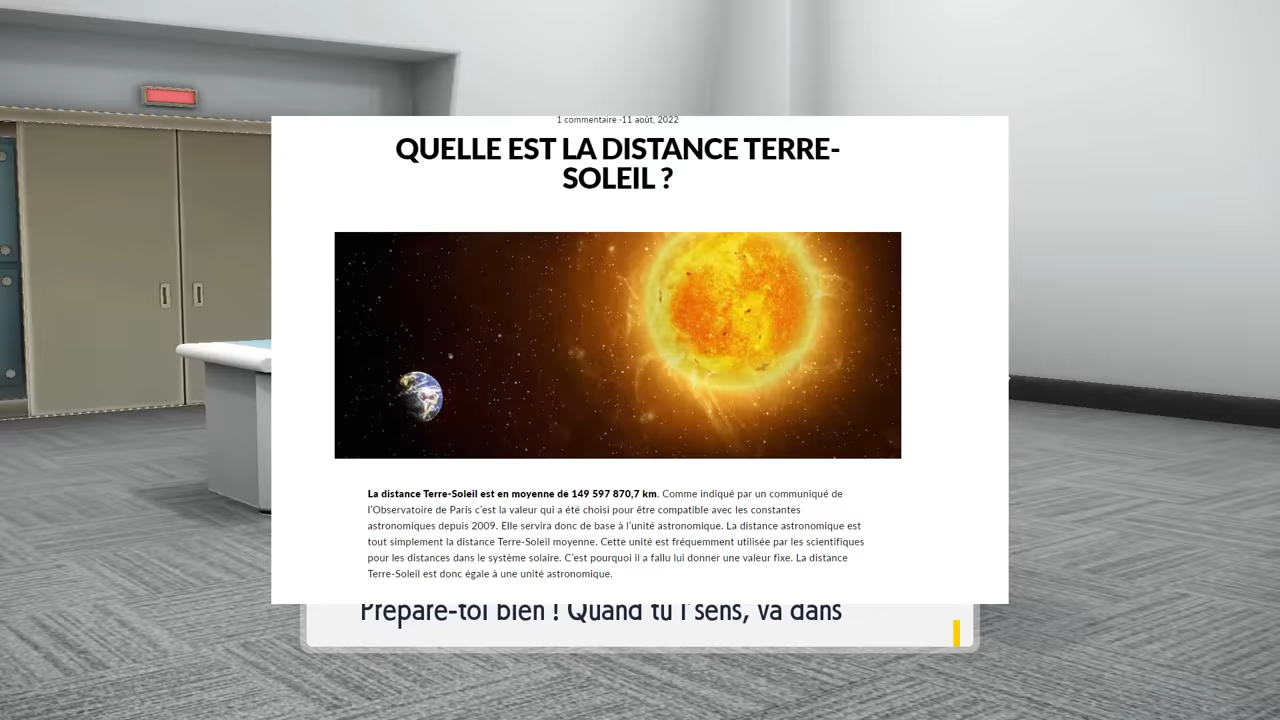 1 commentaire -11 août, 2022
QUELLE EST LA DISTANCE TERRE-
SOLEIL ?
La distance Terre-Soleil est en moyenne de 149 597 870,7 km. Comme indiqué par un communiqué de
l'Observatoire de Paris c'est la valeur qui a été choisi pour être compatible avec les constantes
astronomiques depuis 2009. Elle servira donc de base à l'unité astronomique. La distance astronomique est
tout simplement la distance Terre-Soleil moyenne. Cette unité est fréquemment utilisée par les scientifiques
pour les distances dans le système solaire. C'est pourquoi il a fallu lui donner une valeur fixe. La distance
Terre-Soleil est donc égale à une unité astronomique.
Prépare-toi bien ! Quand tu l'sens, va dans